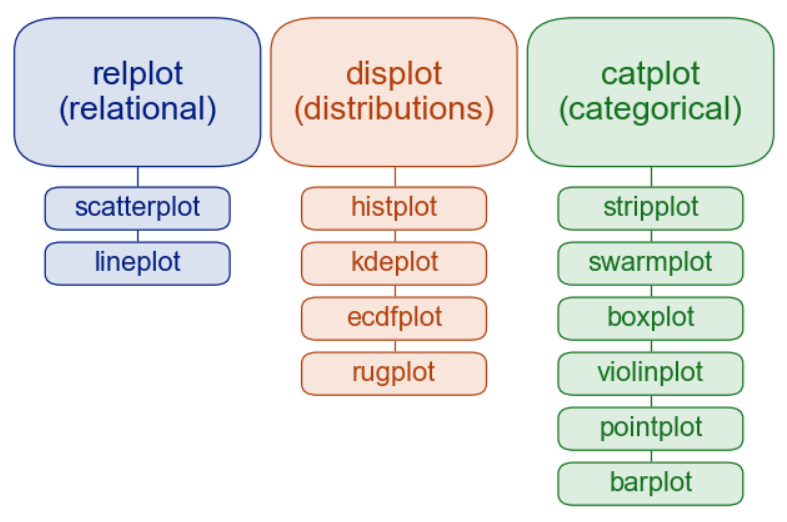 relplot
(relational)
scatterplot
lineplot
displot
(distributions)
histplot
kdeplot
ecdfplot
rugplot
catplot
(categorical)
stripplot
swarmplot
boxplot
violinplot
pointplot
barplot